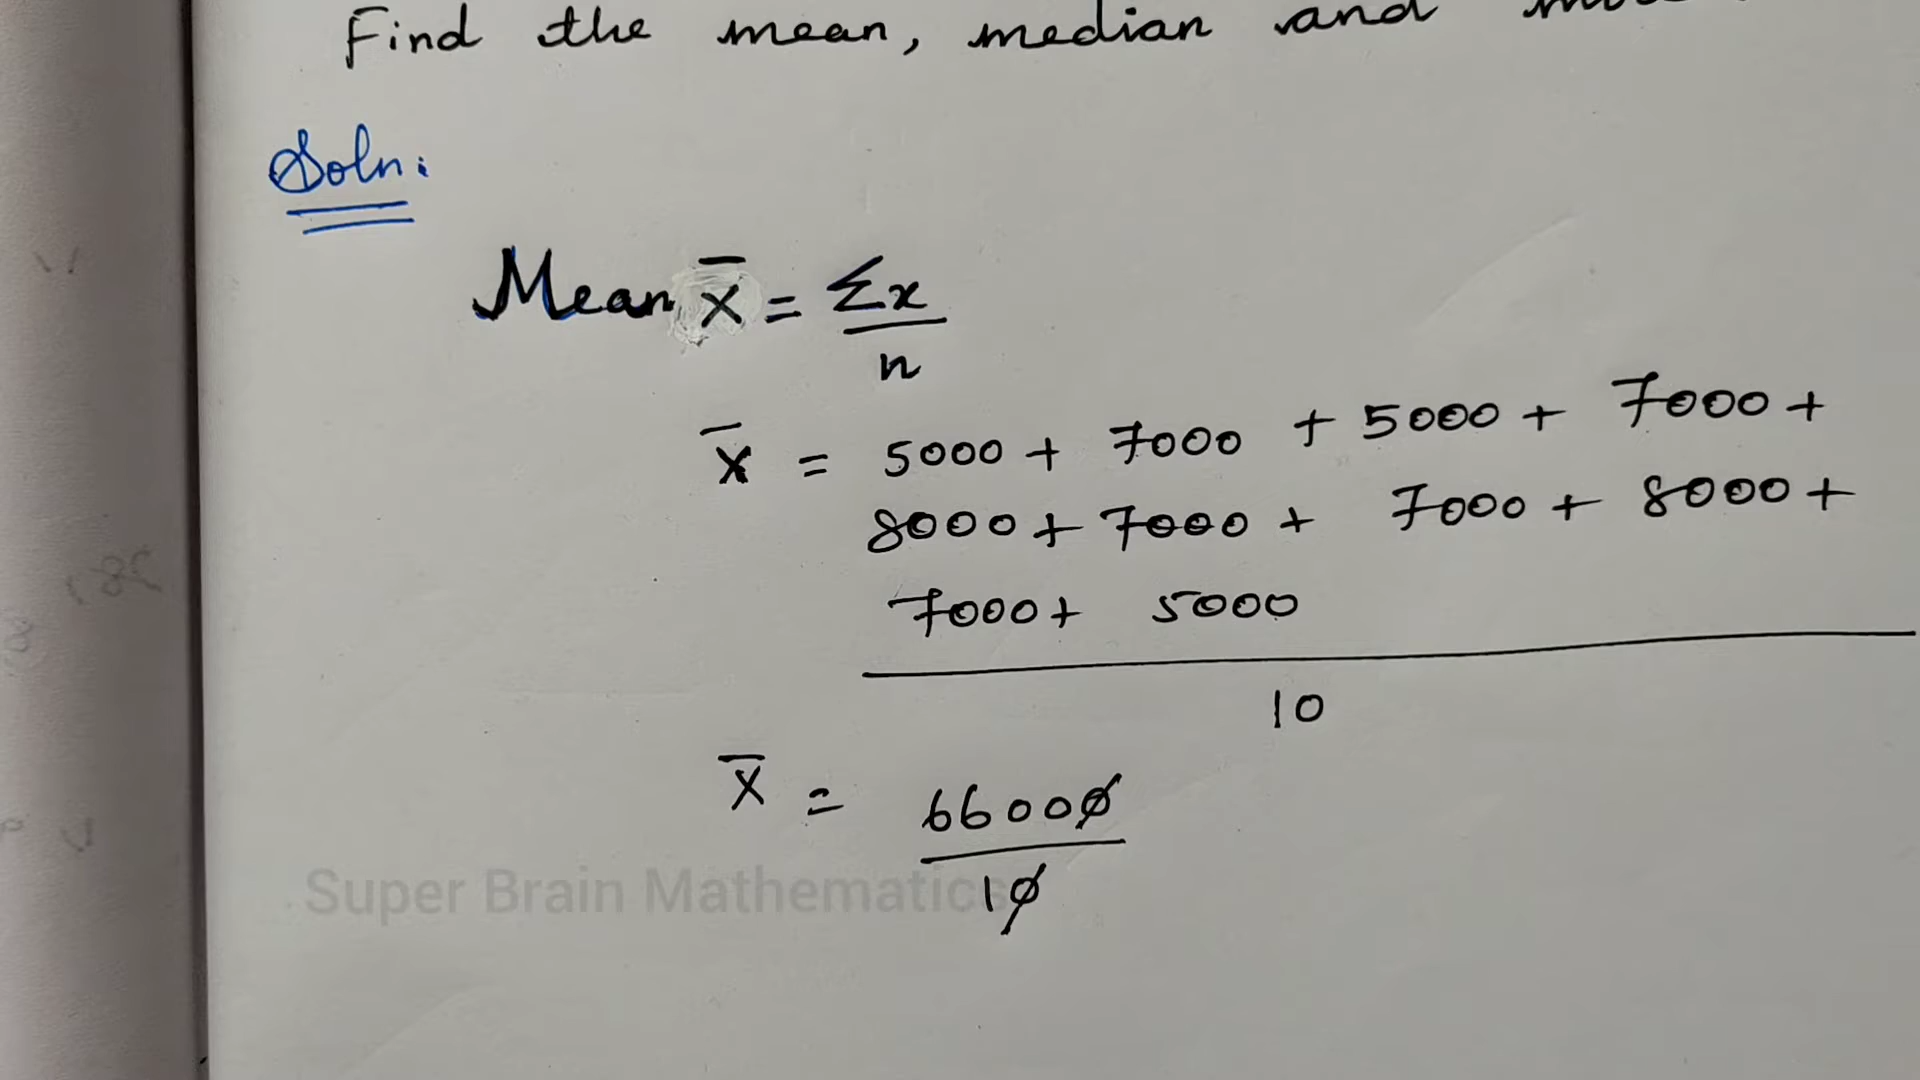 Find the mean, median and
Soln:
Mean x̄ = Σx
n
x̄ = 5000 + 7000 + 5000 + 7000 +
8000 + 7000 + 7000 + 8000 +
7000 + 5000
10
x̄ = 66000
10
Super Brain Mathematics